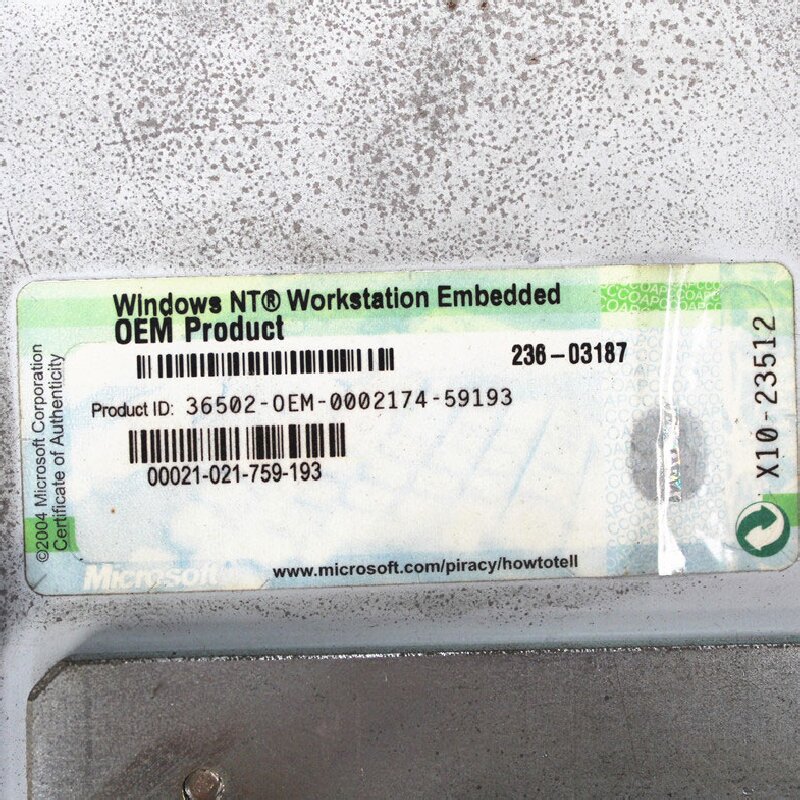 Windows NT® Workstation Embedded
OEM Product
236-03187
Product ID: 36502-OEM-0002174-59193
00021-021-759-193
©2004 Microsoft Corporation
Certificate of Authenticity
X10-23512
Microsoft
www.microsoft.com/piracy/howtotell